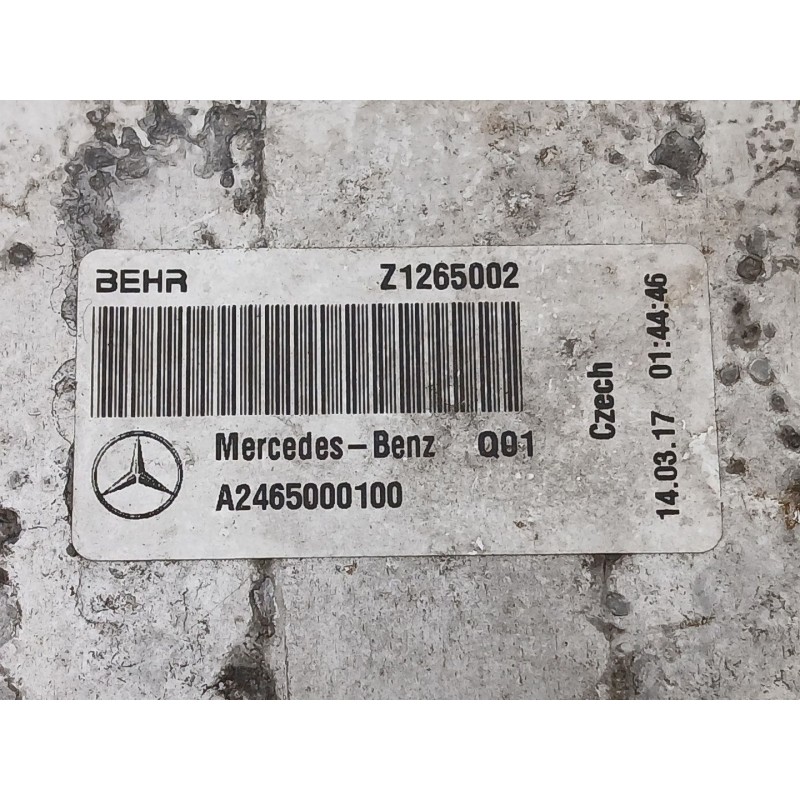 BEHR Z1265002
Mercedes-Benz Q01
A2465000100
Czech
14.03.17 01:44:46